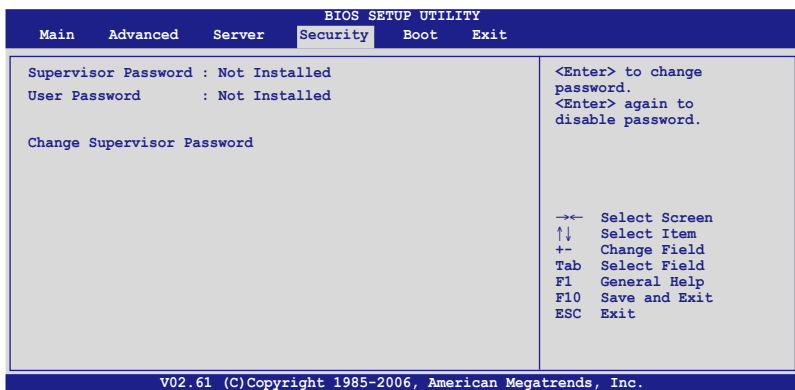 BIOS SETUP UTILITY
Main Advanced Server Security Boot Exit
Supervisor Password : Not Installed
User Password : Not Installed
Change Supervisor Password
<Enter> to change
password.
<Enter> again to
disable password.
→← Select Screen
↑↓ Select Item
+- Change Field
Tab Select Field
F1 General Help
F10 Save and Exit
ESC Exit
V02.61 (C)Copyright 1985-2006, American Megatrends, Inc.